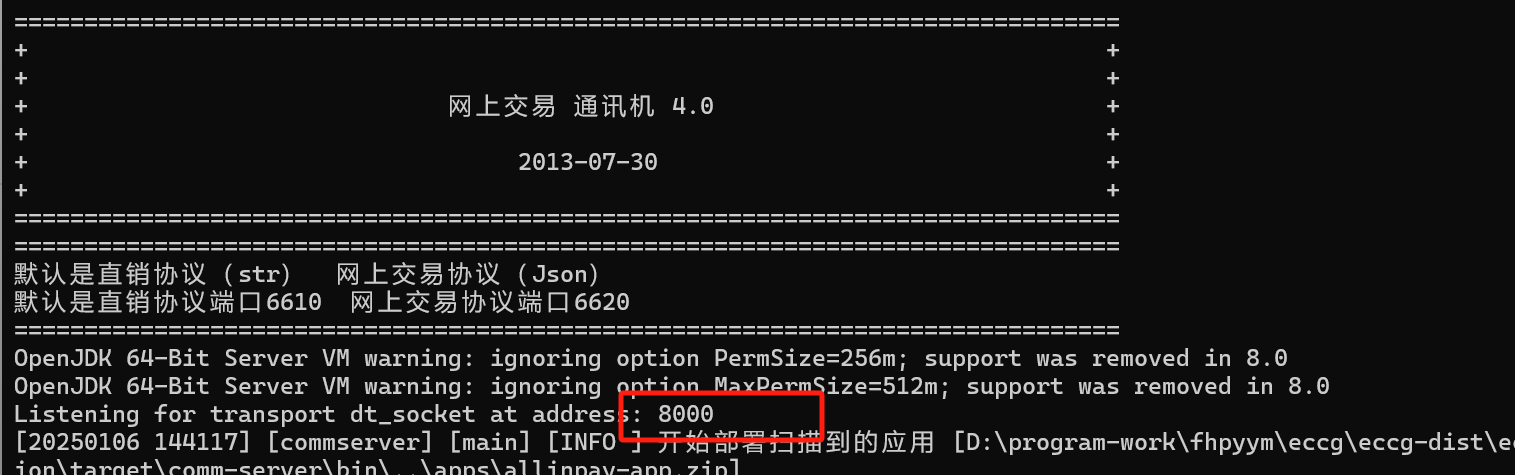 ===============================================================================
+ +
+ +
+ 网上交易 通讯机 4.0 +
+ +
+ 2013-07-30 +
+ +
===============================================================================
===============================================================================
默认是直销协议（str） 网上交易协议（Json）
默认是直销协议端口6610 网上交易协议端口6620
===============================================================================
OpenJDK 64-Bit Server VM warning: ignoring option PermSize=256m; support was removed in 8.0
OpenJDK 64-Bit Server VM warning: ignoring option MaxPermSize=512m; support was removed in 8.0
Listening for transport dt_socket at address: 8000
[20250106 144117] [commserver] [main] [INFO ] 开始部署扫描到的应用 [D:\program-work\fhpyym\eccg\eccg-dist\ec
ion\target\comm-server\bin\..\apps\allinpay-app.zip]